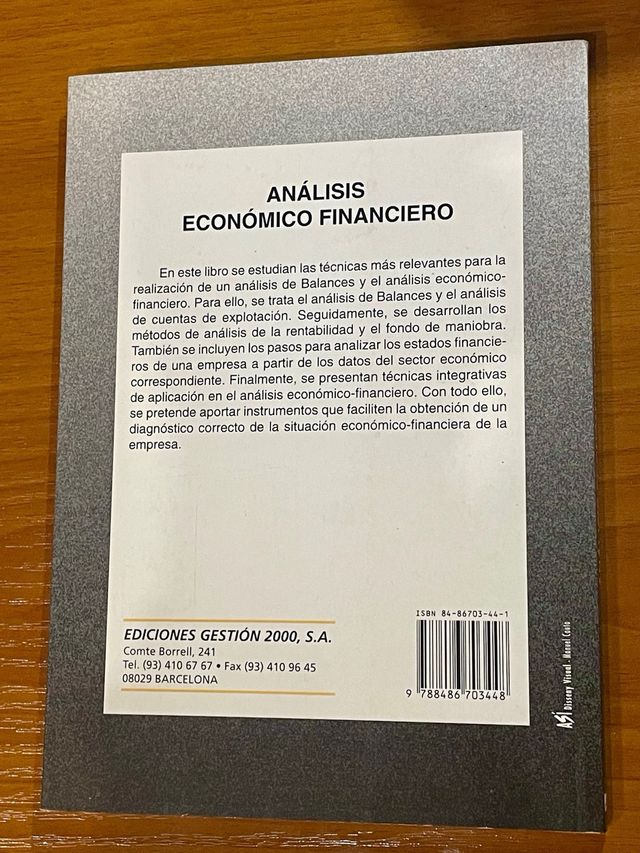 ANÁLISIS
ECONÓMICO FINANCIERO
En este libro se estudian las técnicas más relevantes para la
realización de un análisis de Balances y el análisis económico-
financiero. Para ello, se trata el análisis de Balances y el análisis
de cuentas de explotación. Seguidamente, se desarrollan los
métodos de análisis de la rentabilidad y el fondo de maniobra.
También se incluyen los pasos para analizar los estados financie-
ros de una empresa a partir de los datos del sector económico
correspondiente. Finalmente, se presentan técnicas integrativas
de aplicación en el análisis económico-financiero. Con todo ello,
se pretende aportar instrumentos que faciliten la obtención de un
diagnóstico correcto de la situación económico-financiera de la
empresa.
EDICIONES GESTIÓN 2000, S.A.
Comte Borrell, 241
Tel. (93) 410 67 67 • Fax (93) 410 96 45
08029 BARCELONA
ISBN 84-86703-44-1
9 788486 703448
ASÍ Disseny Visual - Manuel Couto